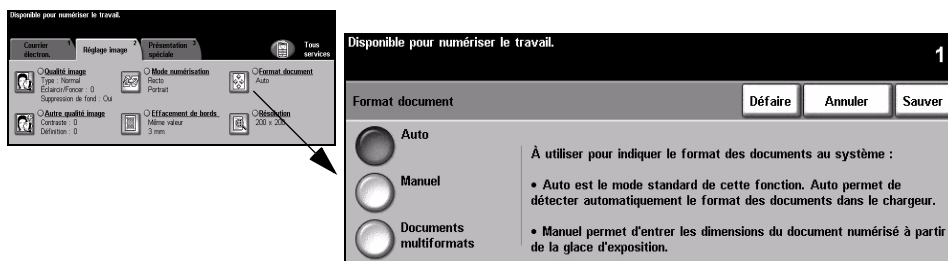 Disponible pour numériser le travail.
Courrier électron. 1
Réglage image 2
Présentation spéciale 3
Tous services
Qualité image
Type : Normal
Éclaircir/Foncer : 0
Suppression de fond : Oui
Mode numérisation
Recto
Portrait
Format document
Auto
Autre qualité image
Contraste : 0
Définition : 0
Effacement de bords
Même valeur
3 mm
Résolution
200 x 200
Disponible pour numériser le travail.
1
Format document
Défaire
Annuler
Sauver
Auto
Manuel
Documents
multiformats
À utiliser pour indiquer le format des documents au système :
• Auto est le mode standard de cette fonction. Auto permet de
détecter automatiquement le format des documents dans le chargeur.
• Manuel permet d'entrer les dimensions du document numérisé à partir
de la glace d'exposition.